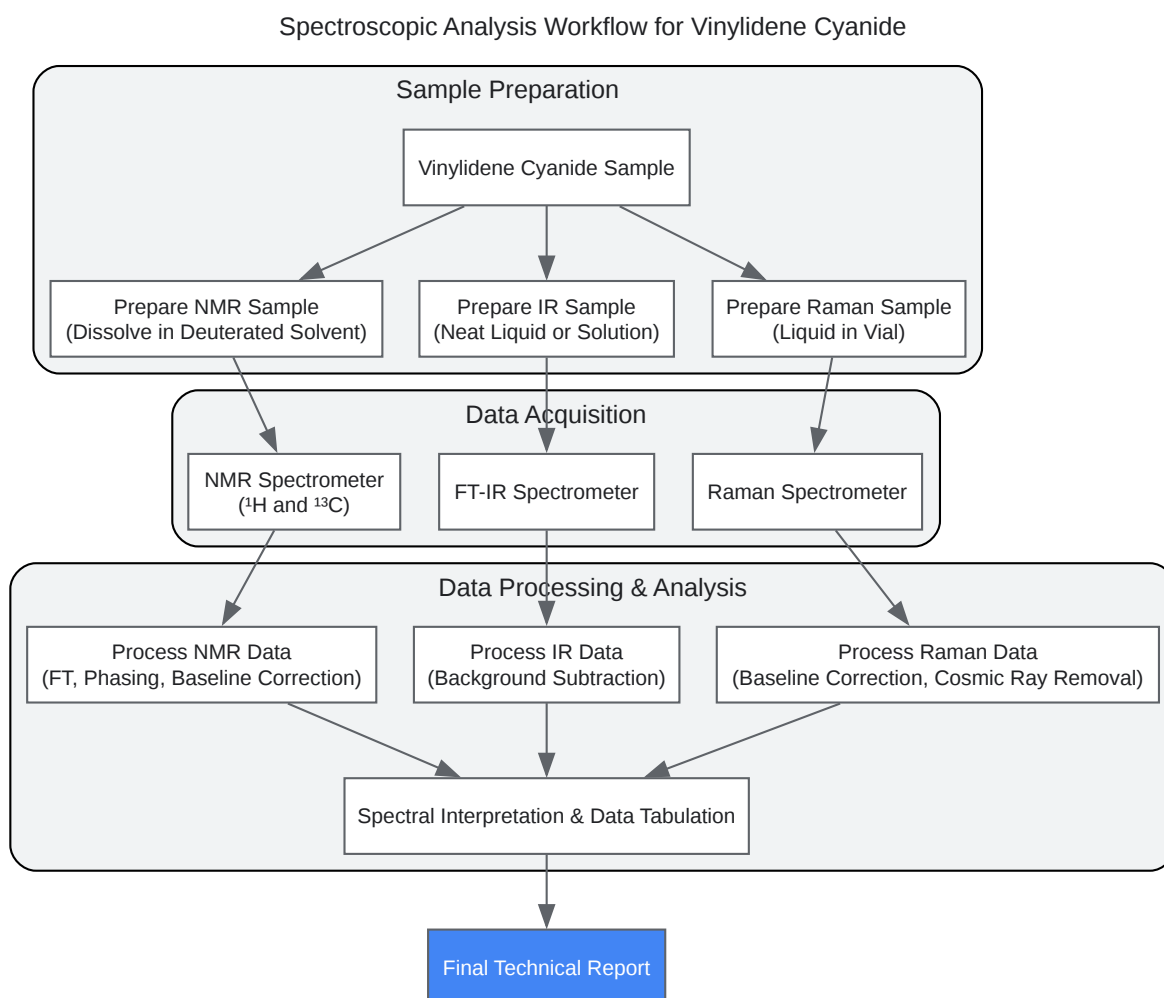 Spectroscopic Analysis Workflow for Vinylidene Cyanide
Sample Preparation
Vinylidene Cyanide Sample
Prepare NMR Sample
(Dissolve in Deuterated Solvent)
Prepare IR Sample
(Neat Liquid or Solution)
Prepare Raman Sample
(Liquid in Vial)
Data Acquisition
NMR Spectrometer
(¹H and ¹³C)
FT-IR Spectrometer
Raman Spectrometer
Data Processing & Analysis
Process NMR Data
(FT, Phasing, Baseline Correction)
Process IR Data
(Background Subtraction)
Process Raman Data
(Baseline Correction, Cosmic Ray Removal)
Spectral Interpretation & Data Tabulation
Final Technical Report